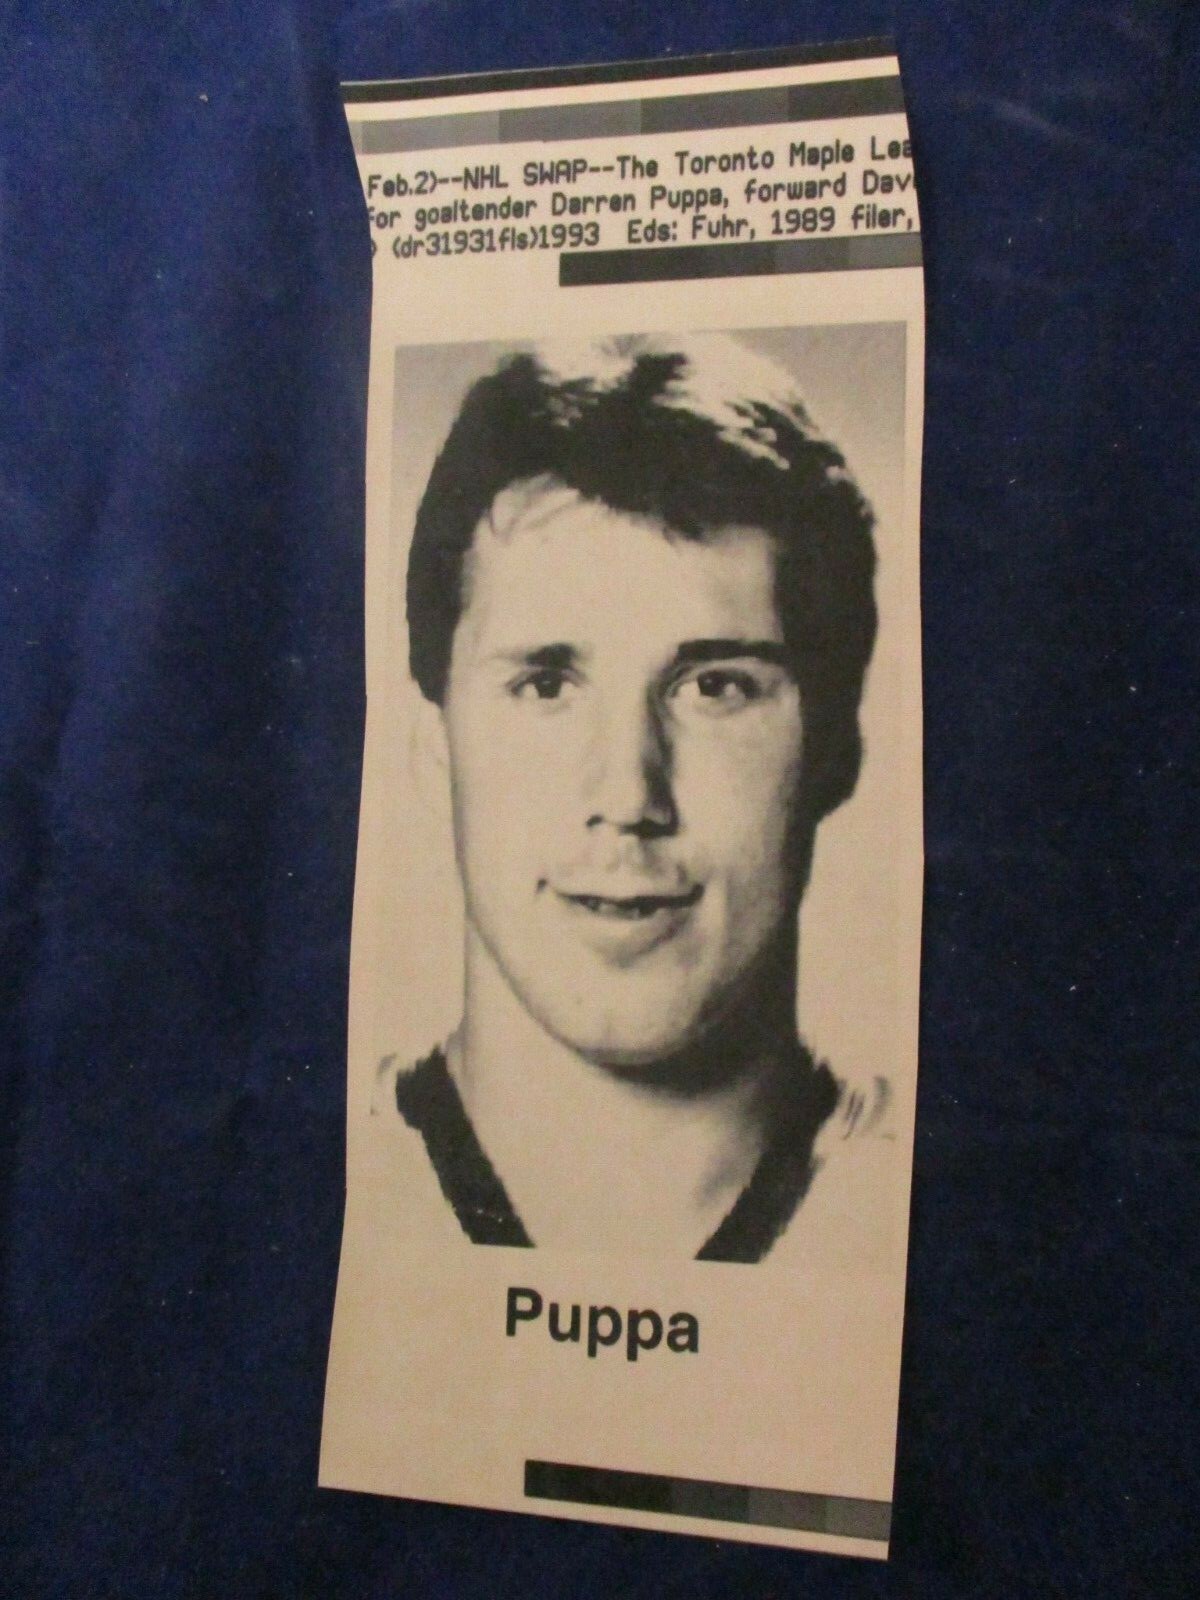 Feb.2)--NHL SWAP--The Toronto Maple Lea
for goaltender Darren Puppa, forward Dav
) (dr31931fls)1993 Eds: Fuhr, 1989 filer,
Puppa